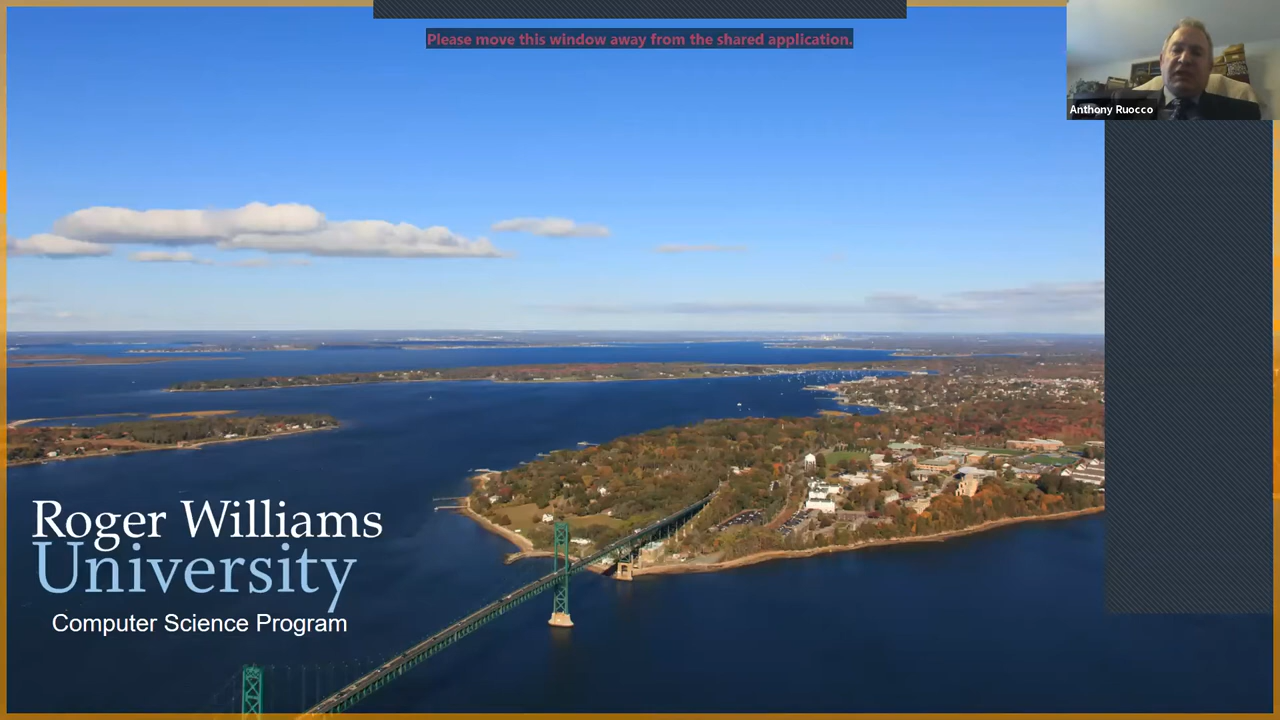 Please move this window away from the shared application.
Anthony Ruocco
Roger Williams
University
Computer Science Program